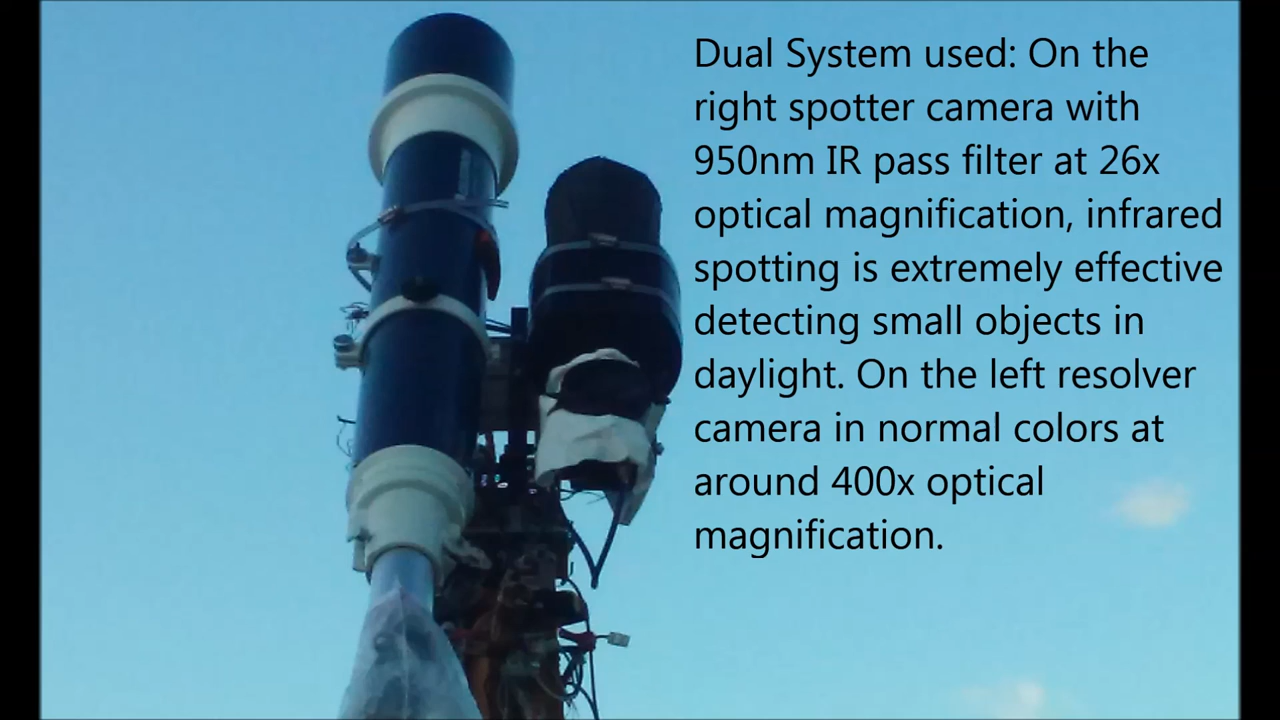 Dual System used: On the
right spotter camera with
950nm IR pass filter at 26x
optical magnification, infrared
spotting is extremely effective
detecting small objects in
daylight. On the left resolver
camera in normal colors at
around 400x optical
magnification.